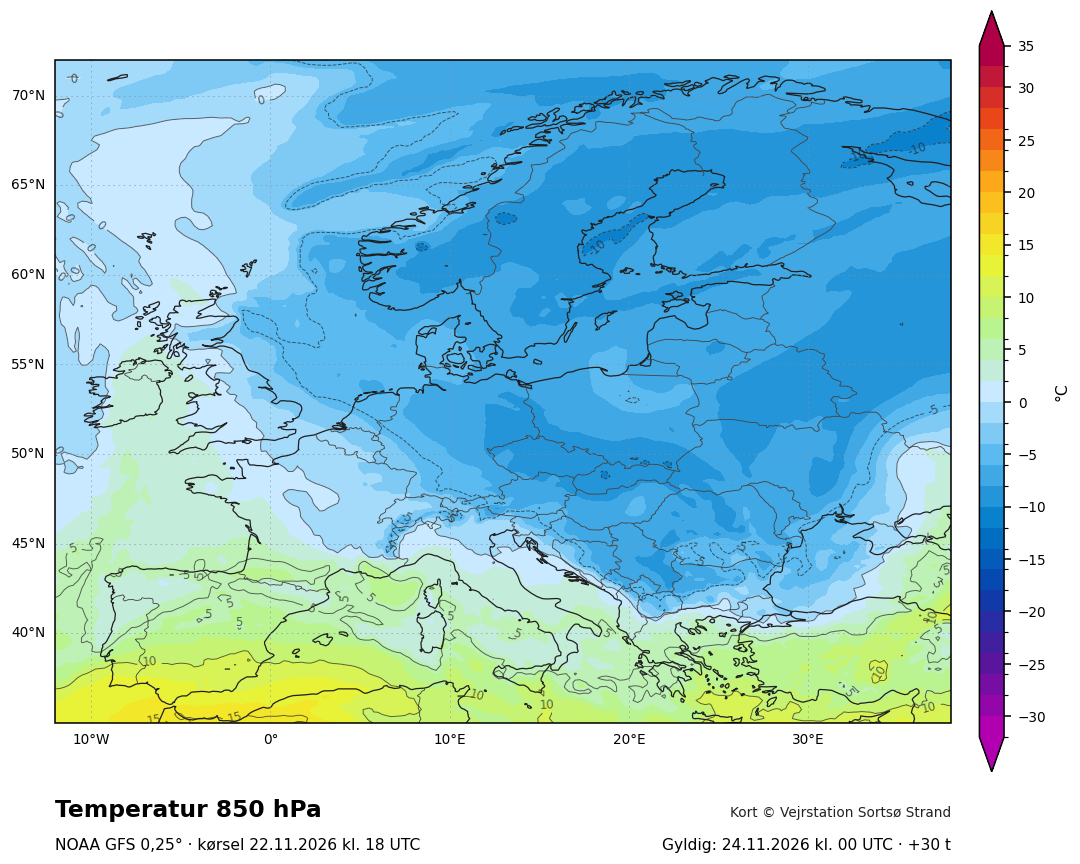 70°N
65°N
60°N
55°N
50°N
45°N
40°N
10°W
0°
10°E
20°E
30°E
35
30
25
20
15
10
5
0
−5
−10
−15
−20
−25
−30
°C
Temperatur 850 hPa
Kort © Vejrstation Sortsø Strand
NOAA GFS 0,25° · kørsel 22.11.2026 kl. 18 UTC
Gyldig: 24.11.2026 kl. 00 UTC · +30 t